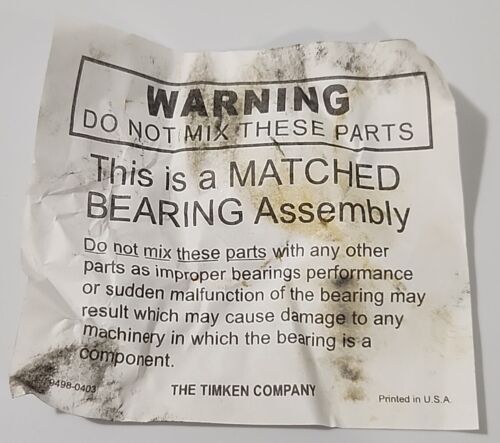 WARNING
DO NOT MIX THESE PARTS
This is a MATCHED
BEARING Assembly
Do not mix these parts with any other
parts as improper bearings performance
or sudden malfunction of the bearing may
result which may cause damage to any
machinery in which the bearing is a
component.
9498-0403
THE TIMKEN COMPANY
Printed in U.S.A.